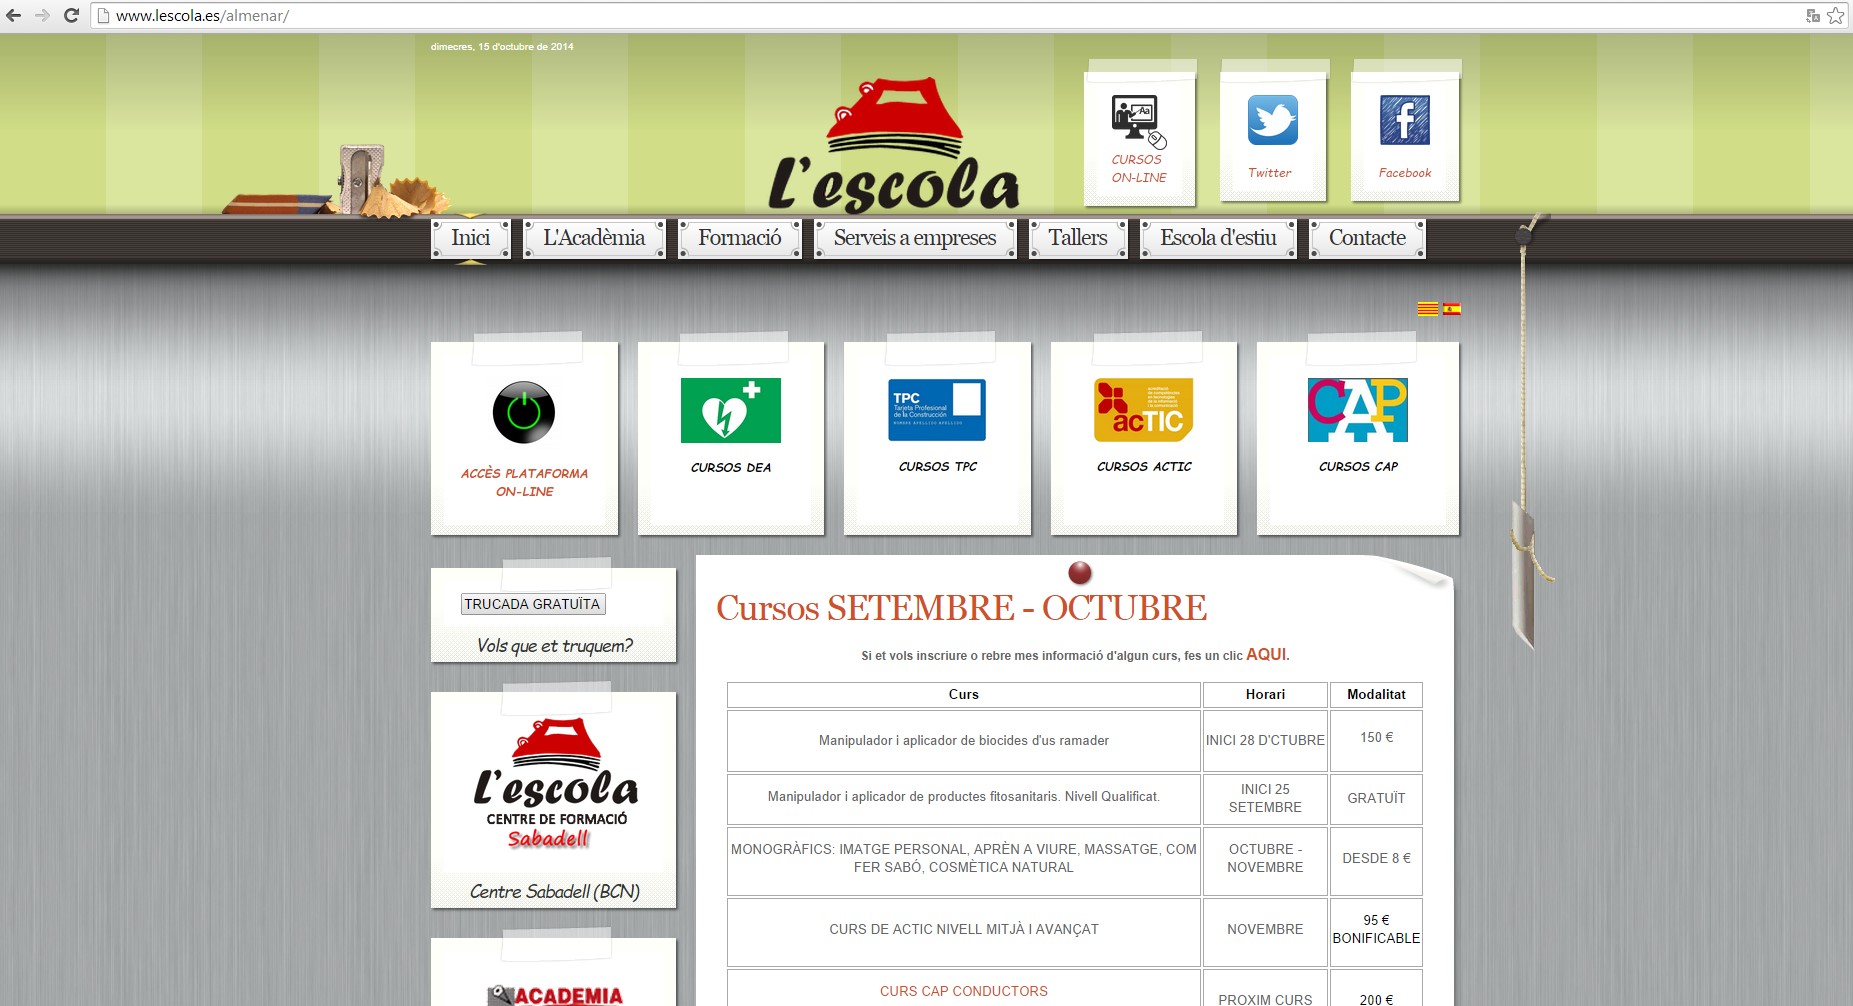 www.lescola.es/almenar/
dimecres, 15 d'octubre de 2014
L'escola
Aa
CURSOS
ON-LINE
Twitter
Facebook
Inici
L'Acadèmia
Formació
Serveis a empreses
Tallers
Escola d'estiu
Contacte
ACCÈS PLATAFORMA
ON-LINE
CURSOS DEA
TPC
Tarjeta Profesional
de la Construcción
NOMBRE APELLIDO APELLIDO
CURSOS TPC
acTIC
CURSOS ACTIC
CAP
CURSOS CAP
TRUCADA GRATUÏTA
Vols que et truquem?
L'escola
CENTRE DE FORMACIÓ
Sabadell
Centre Sabadell (BCN)
ACADEMIA
Cursos SETEMBRE - OCTUBRE
Si et vols inscriure o rebre mes informació d'algun curs, fes un clic AQUI.
Curs Horari Modalitat
Manipulador i aplicador de biocides d'us ramader INICI 28 D'CTUBRE 150 €
Manipulador i aplicador de productes fitosanitaris. Nivell Qualificat. INICI 25
SETEMBRE GRATUÏT
MONOGRÀFICS: IMATGE PERSONAL, APRÈN A VIURE, MASSATGE, COM
FER SABÓ, COSMÈTICA NATURAL
OCTUBRE -
NOVEMBRE
DESDE 8 €
CURS DE ACTIC NIVELL MITJÀ I AVANÇAT NOVEMBRE
95 €
BONIFICABLE
CURS CAP CONDUCTORS
PROXIM CURS 200 €